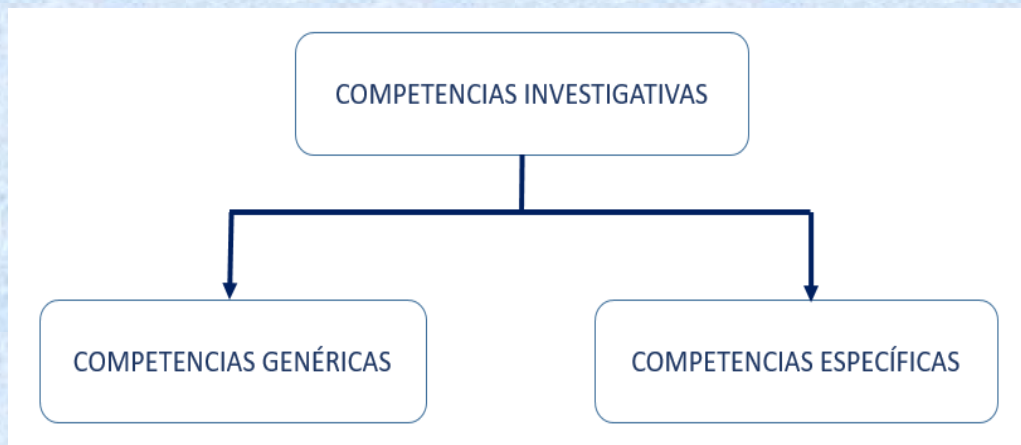 COMPETENCIAS INVESTIGATIVAS
COMPETENCIAS GENÉRICAS
COMPETENCIAS ESPECÍFICAS